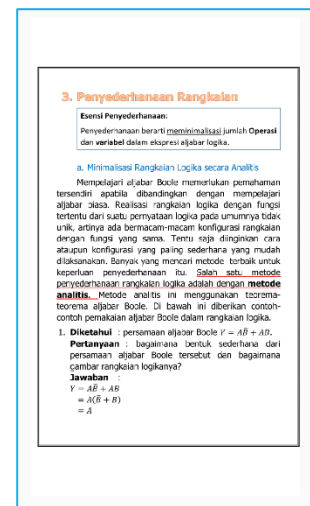 3. Penyederhanaan Rangkaian
Esensi Penyederhanaan:
Penyederhanaan berarti meminimalisasi jumlah Operasi
dan variabel dalam ekspresi aljabar logika.
a. Minimalisasi Rangkaian Logika secara Analitis
Mempelajari aljabar Boole memerlukan pemahaman
tersendiri apabila dibandingkan dengan mempelajari
aljabar biasa. Realisasi rangkaian logika dengan fungsi
tertentu dari suatu pernyataan logika pada umumnya tidak
unik, artinya ada bermacam-macam konfigurasi rangkaian
dengan fungsi yang sama. Tentu saja diinginkan cara
ataupun konfigurasi yang paling sederhana yang mudah
dilaksanakan. Banyak yang mencari metode terbaik untuk
keperluan penyederhanaan itu. Salah satu metode
penyederhanaan rangkaian logika adalah dengan metode
analitis. Metode analitis ini menggunakan teorema-
teorema aljabar Boole. Di bawah ini diberikan contoh-
contoh pemakaian aljabar Boole dalam rangkaian logika.
1. Diketahui : persamaan aljabar Boole Y = AB̅ + AB.
Pertanyaan : bagaimana bentuk sederhana dari
persamaan aljabar Boole tersebut dan bagaimana
gambar rangkaian logikanya?
Jawaban :
Y = AB̅ + AB
= A(B̅ + B)
= A